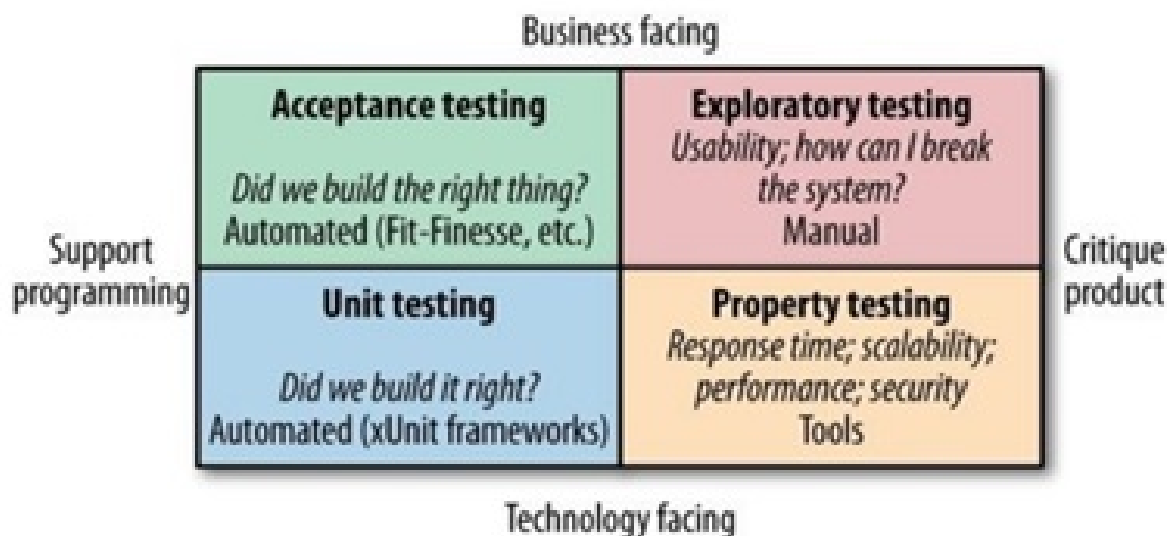 Business facing
Acceptance testing
Did we build the right thing?
Automated (Fit-Finesse, etc.)
Exploratory testing
Usability; how can I break
the system?
Manual
Support
programming
Critique
product
Unit testing
Did we build it right?
Automated (xUnit frameworks)
Property testing
Response time; scalability;
performance; security
Tools
Technology facing